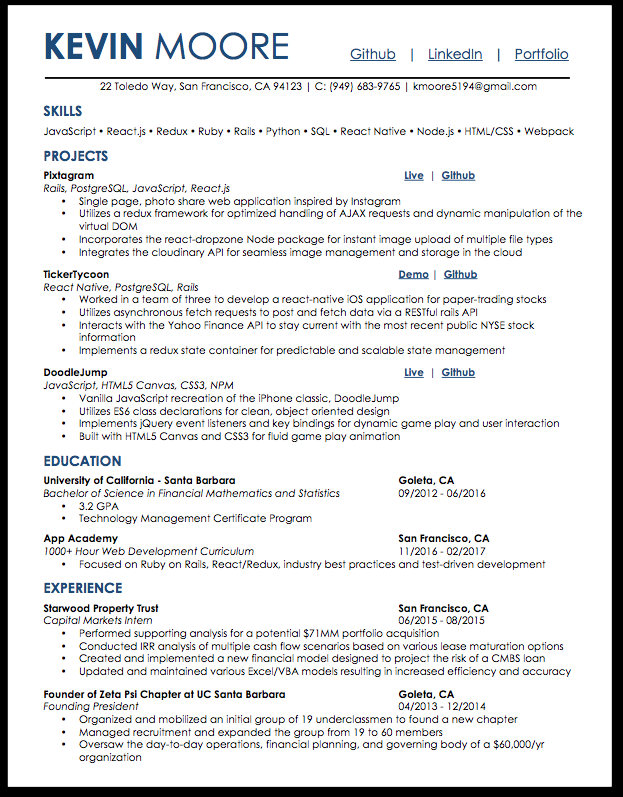 KEVIN MOORE
Github | LinkedIn | Portfolio
22 Toledo Way, San Francisco, CA 94123 | C: (949) 683-9765 | kmoore5194@gmail.com
SKILLS
JavaScript • React.js • Redux • Ruby • Rails • Python • SQL • React Native • Node.js • HTML/CSS • Webpack
PROJECTS
Pixtagram Live | Github
Rails, PostgreSQL, JavaScript, React.js
• Single page, photo share web application inspired by Instagram
• Utilizes a redux framework for optimized handling of AJAX requests and dynamic manipulation of the
virtual DOM
• Incorporates the react-dropzone Node package for instant image upload of multiple file types
• Integrates the cloudinary API for seamless image management and storage in the cloud
TickerTycoon Demo | Github
React Native, PostgreSQL, Rails
• Worked in a team of three to develop a react-native iOS application for paper-trading stocks
• Utilizes asynchronous fetch requests to post and fetch data via a RESTful rails API
• Interacts with the Yahoo Finance API to stay current with the most recent public NYSE stock
information
• Implements a redux state container for predictable and scalable state management
DoodleJump Live | Github
JavaScript, HTML5 Canvas, CSS3, NPM
• Vanilla JavaScript recreation of the iPhone classic, DoodleJump
• Utilizes ES6 class declarations for clean, object oriented design
• Implements jQuery event listeners and key bindings for dynamic game play and user interaction
• Built with HTML5 Canvas and CSS3 for fluid game play animation
EDUCATION
University of California - Santa Barbara Goleta, CA
Bachelor of Science in Financial Mathematics and Statistics 09/2012 - 06/2016
• 3.2 GPA
• Technology Management Certificate Program
App Academy San Francisco, CA
1000+ Hour Web Development Curriculum 11/2016 - 02/2017
• Focused on Ruby on Rails, React/Redux, industry best practices and test-driven development
EXPERIENCE
Starwood Property Trust San Francisco, CA
Capital Markets Intern 06/2015 - 08/2015
• Performed supporting analysis for a potential $71MM portfolio acquisition
• Conducted IRR analysis of multiple cash flow scenarios based on various lease maturation options
• Created and implemented a new financial model designed to project the risk of a CMBS loan
• Updated and maintained various Excel/VBA models resulting in increased efficiency and accuracy
Founder of Zeta Psi Chapter at UC Santa Barbara Goleta, CA
Founding President 04/2013 - 12/2014
• Organized and mobilized an initial group of 19 underclassmen to found a new chapter
• Managed recruitment and expanded the group from 19 to 60 members
• Oversaw the day-to-day operations, financial planning, and governing body of a $60,000/yr
organization